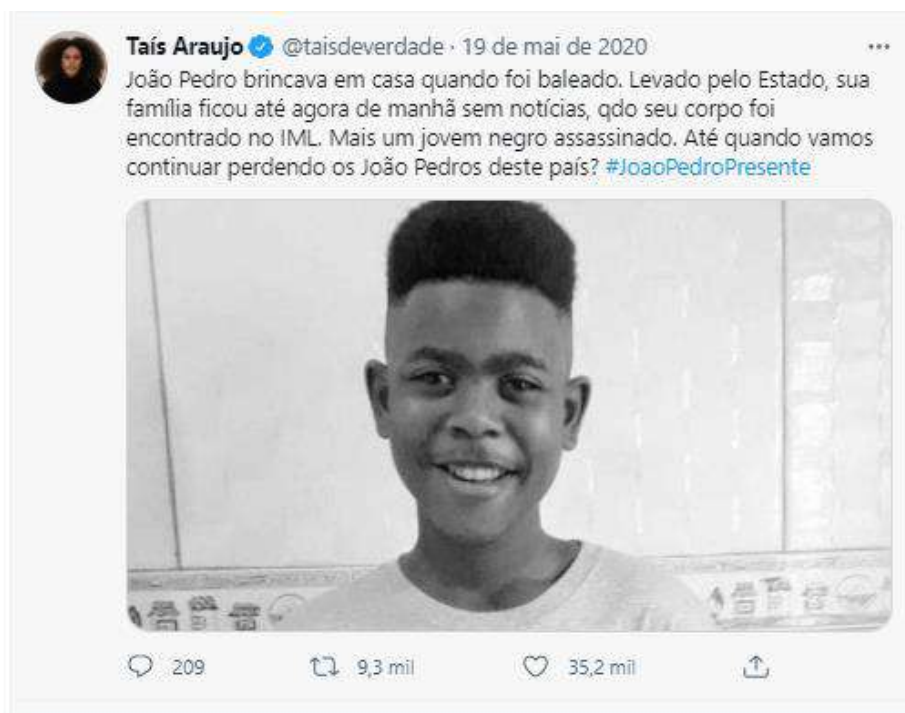 Taís Araujo @taisdeverdade · 19 de mai de 2020
João Pedro brincava em casa quando foi baleado. Levado pelo Estado, sua
família ficou até agora de manhã sem notícias, qdo seu corpo foi
encontrado no IML. Mais um jovem negro assassinado. Até quando vamos
continuar perdendo os João Pedros deste país? #JoaoPedroPresente
209 9,3 mil 35,2 mil